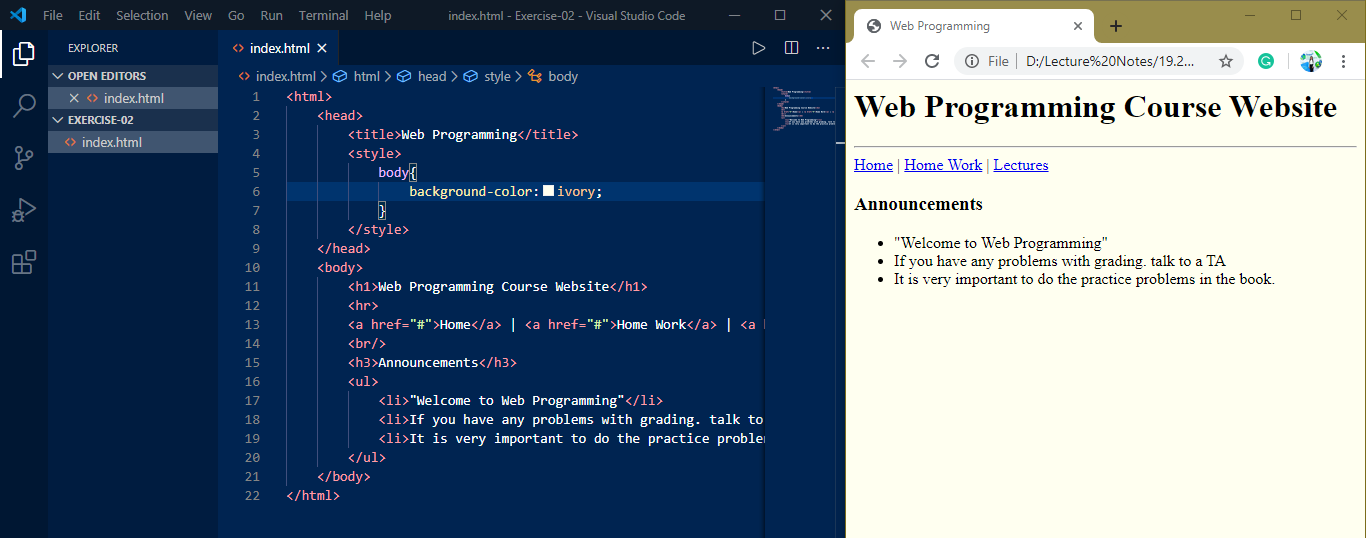 File Edit Selection View Go Run Terminal Help index.html - Exercise-02 - Visual Studio Code
EXPLORER
OPEN EDITORS
index.html
EXERCISE-02
index.html
index.html
index.html > html > head > style > body
1 <html>
2 <head>
3 <title>Web Programming</title>
4 <style>
5 body{
6 background-color: ivory;
7 }
8 </style>
9 </head>
10 <body>
11 <h1>Web Programming Course Website</h1>
12 <hr>
13 <a href="#">Home</a> | <a href="#">Home Work</a> | <a h
14 <br/>
15 <h3>Announcements</h3>
16 <ul>
17 <li>"Welcome to Web Programming"</li>
18 <li>If you have any problems with grading. talk to
19 <li>It is very important to do the practice problem
20 </ul>
21 </body>
22 </html>
Web Programming
File | D:/Lecture%20Notes/19.2...
Web Programming Course Website
Home | Home Work | Lectures
Announcements
• "Welcome to Web Programming"
• If you have any problems with grading. talk to a TA
• It is very important to do the practice problems in the book.